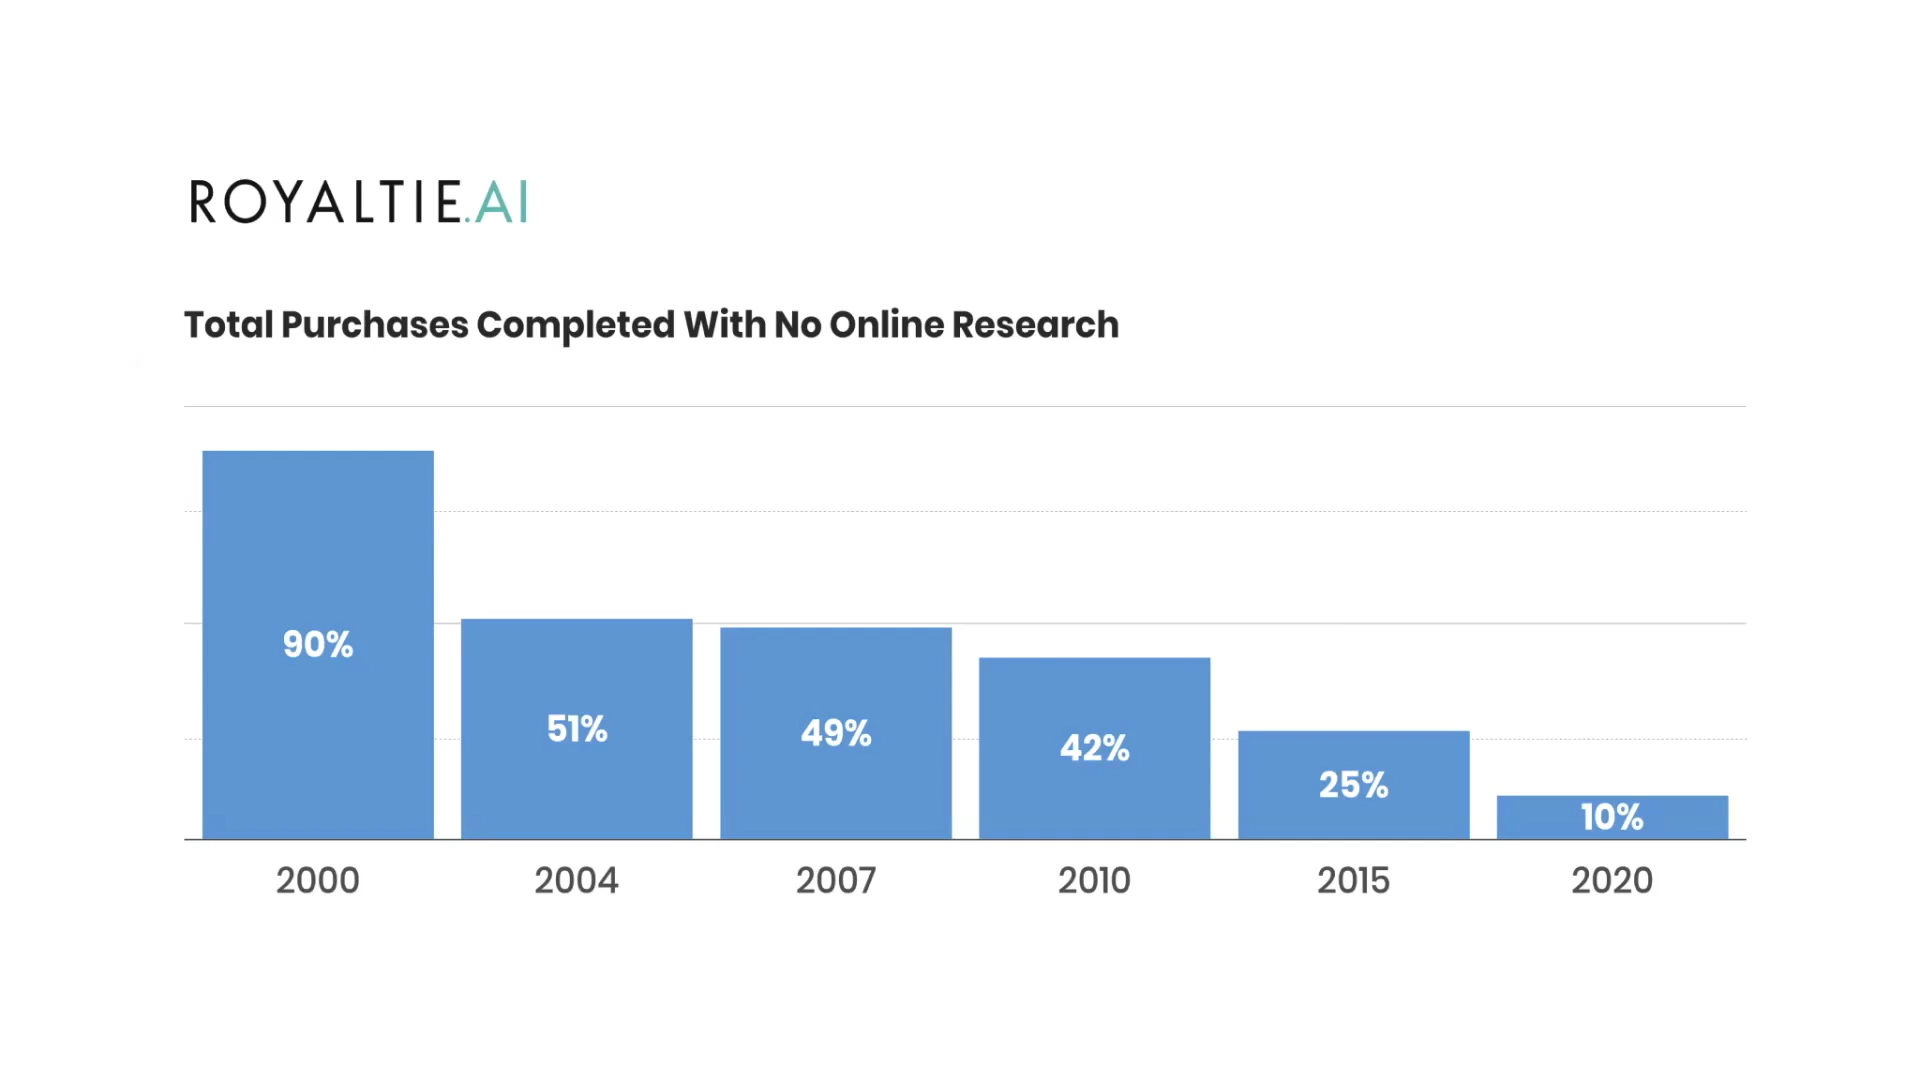 ROYALTIE.AI
Total Purchases Completed With No Online Research
90%
51%
49%
42%
25%
10%
2000 2004 2007 2010 2015 2020